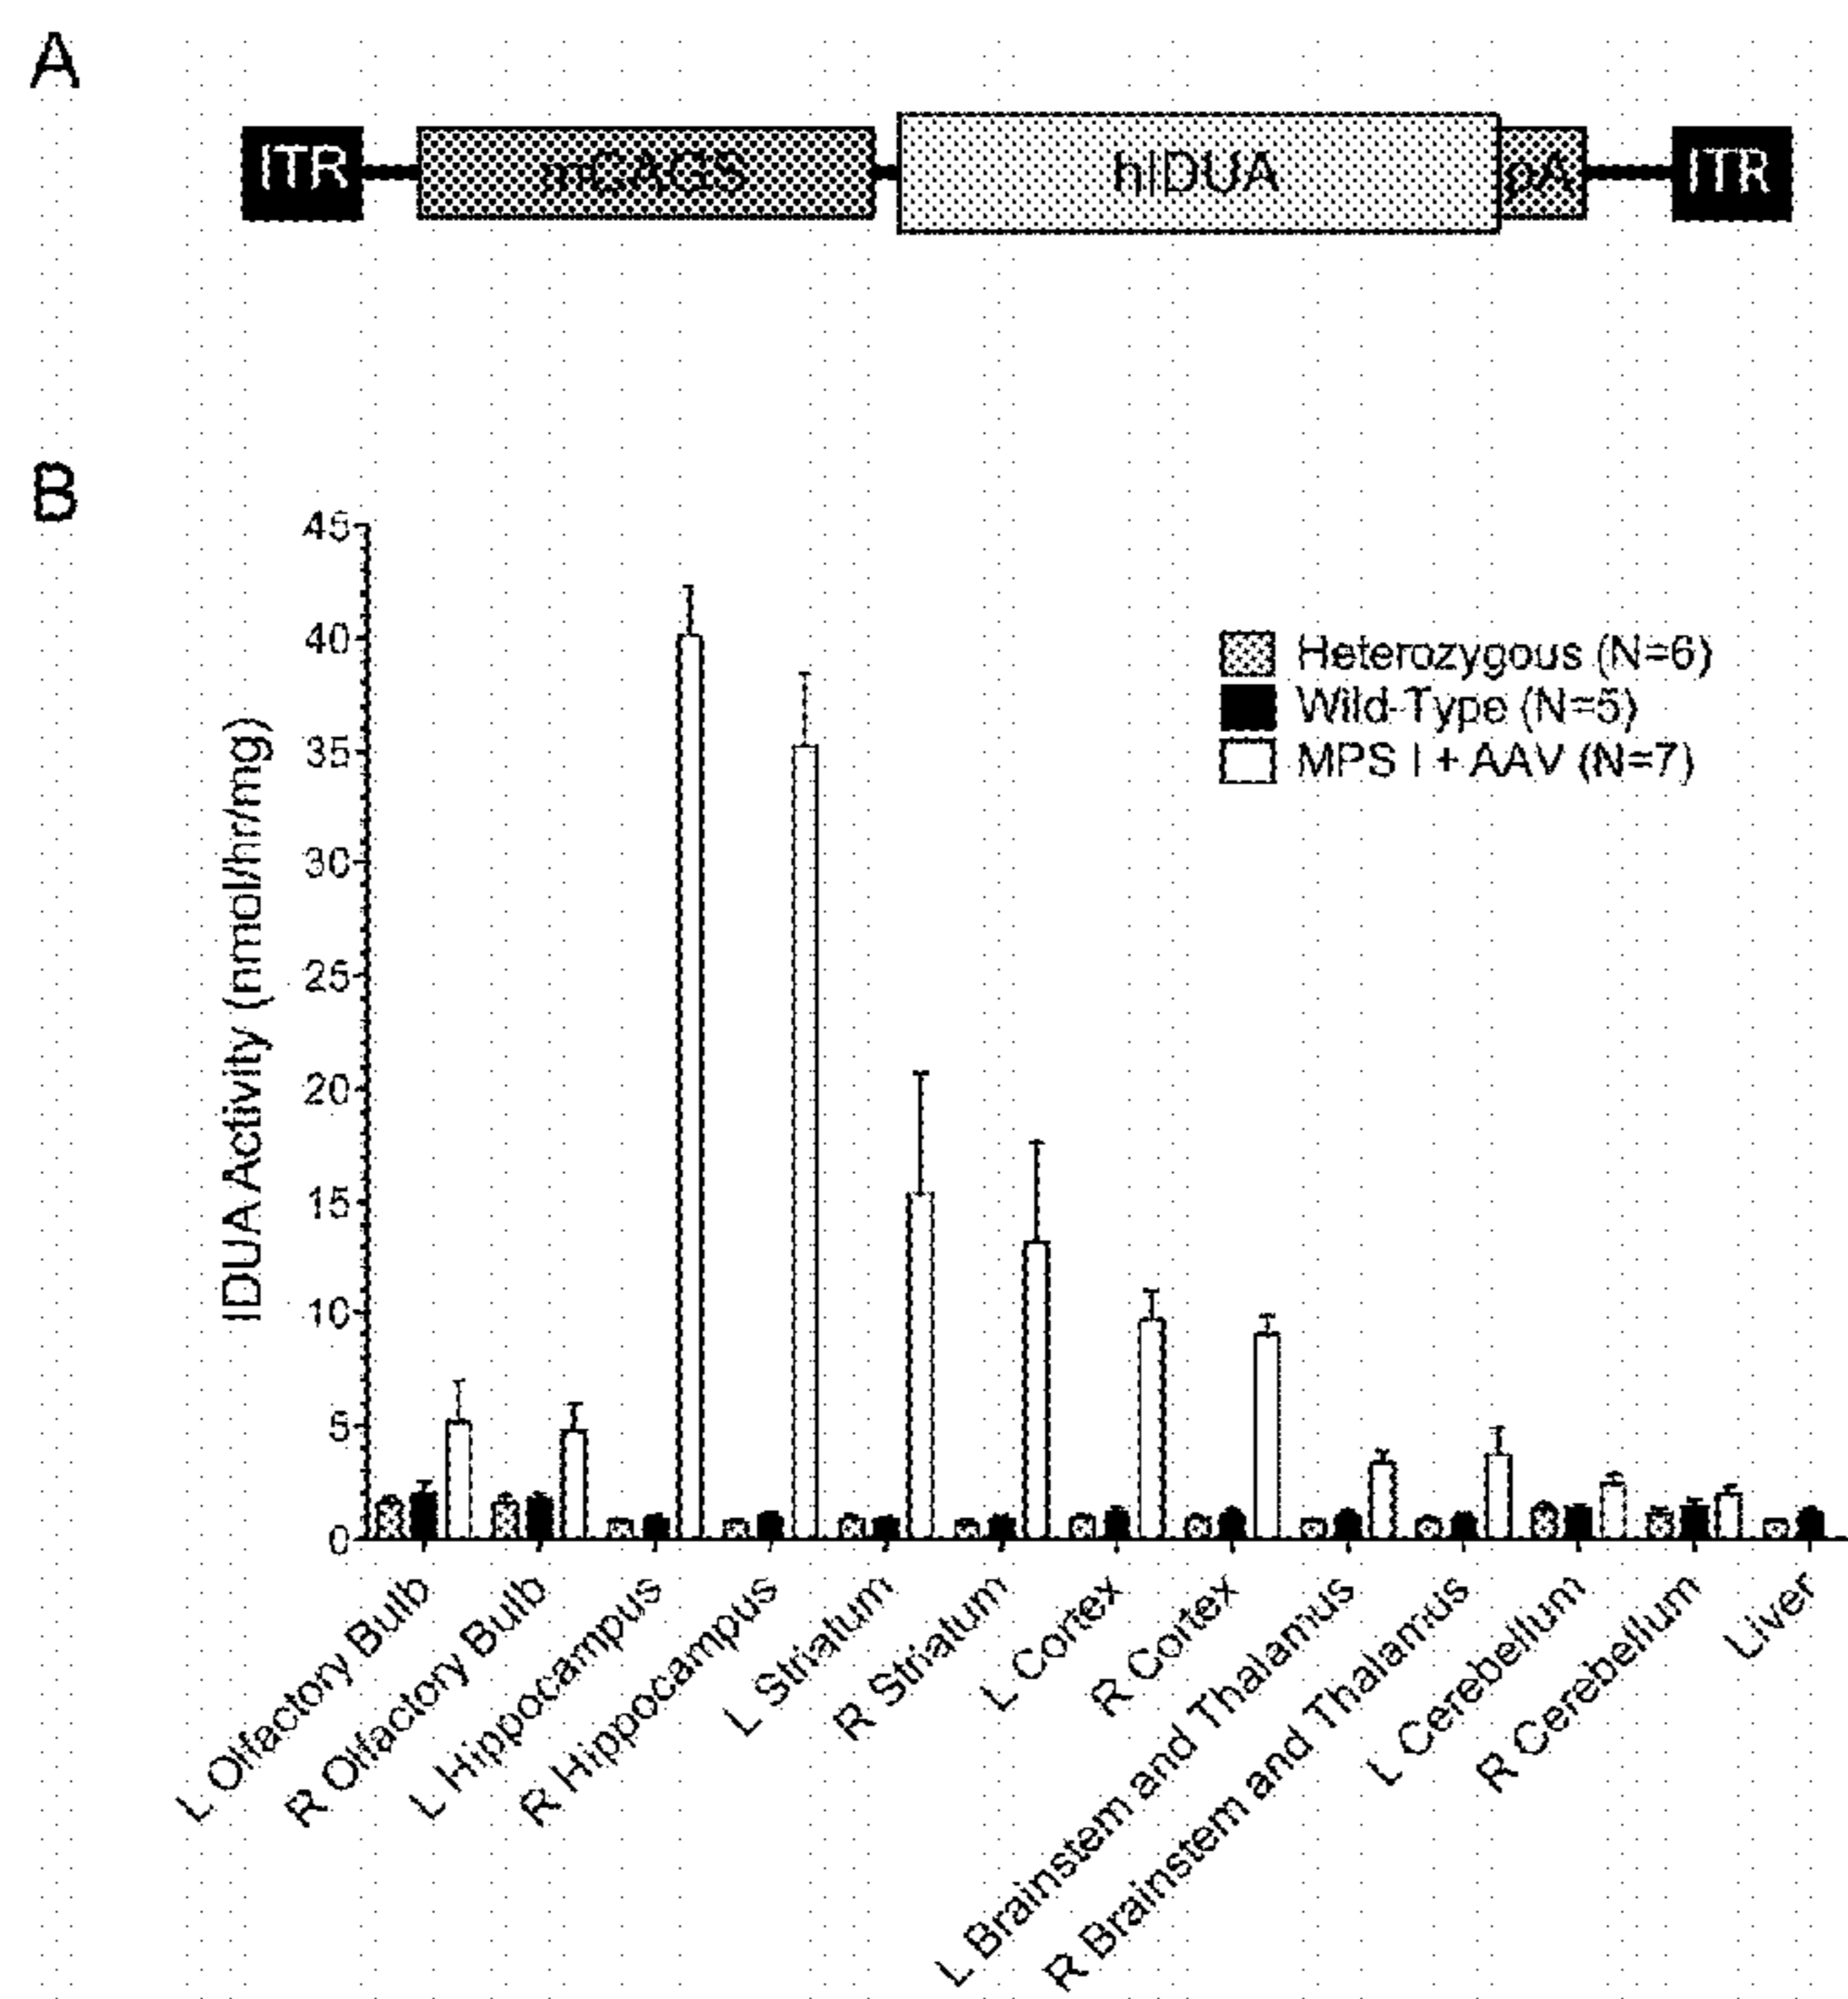 A
ITR mCAGS hIDUA pA ITR
B
IDUA Activity (nmol/hr/mg)
45
40
35
30
25
20
15
10
5
0
Heterozygous (N=6)
Wild-Type (N=5)
MPS I + AAV (N=7)
L Olfactory Bulb
R Olfactory Bulb
L Hippocampus
R Hippocampus
L Striatum
R Striatum
L Cortex
R Cortex
L Brainstem and Thalamus
R Brainstem and Thalamus
L Cerebellum
R Cerebellum
Liver